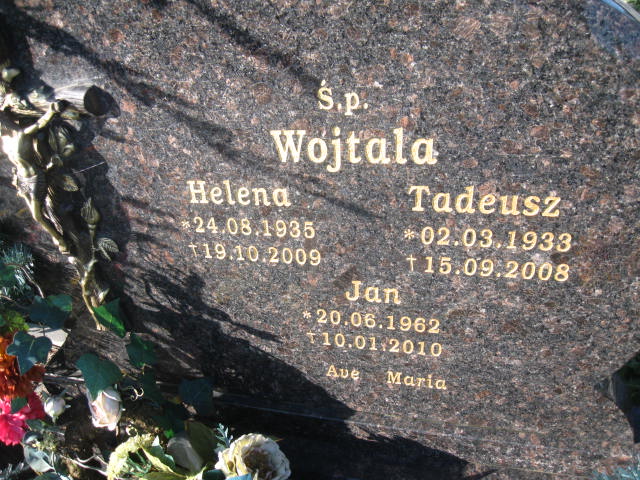 Ś.p.
Wojtala
Helena Tadeusz
*24.08.1935 *02.03.1933
†19.10.2009 †15.09.2008
Jan
*20.06.1962
†10.01.2010
Ave Maria